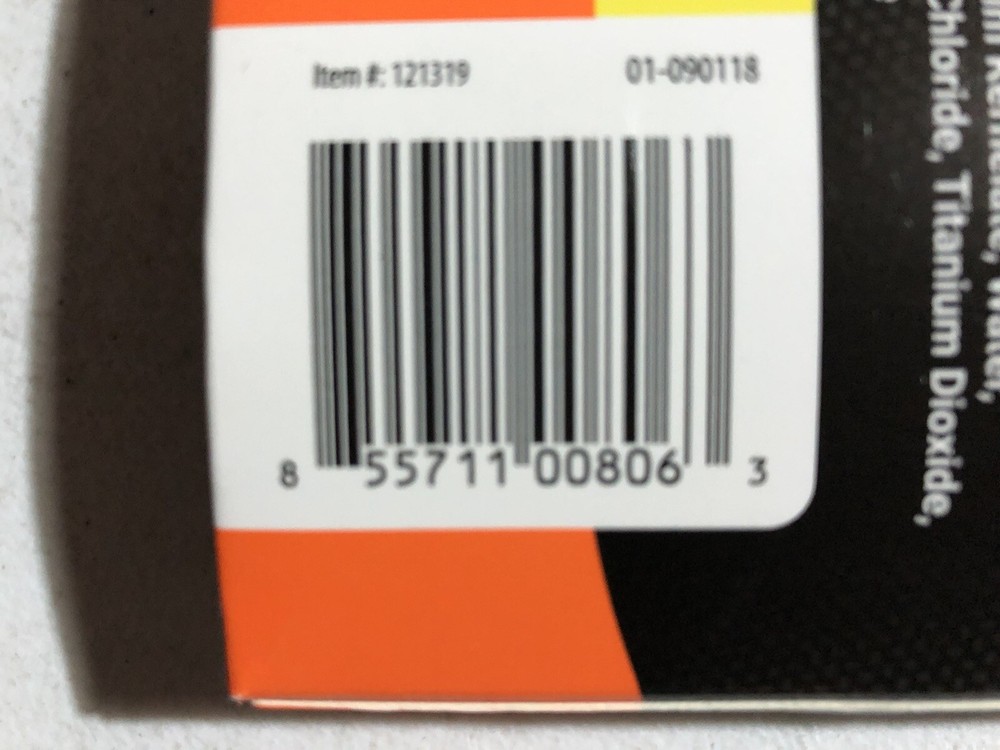 Item #: 121319 01-090118
8 55711 00806 3
Chloride, Titanium Dioxide,